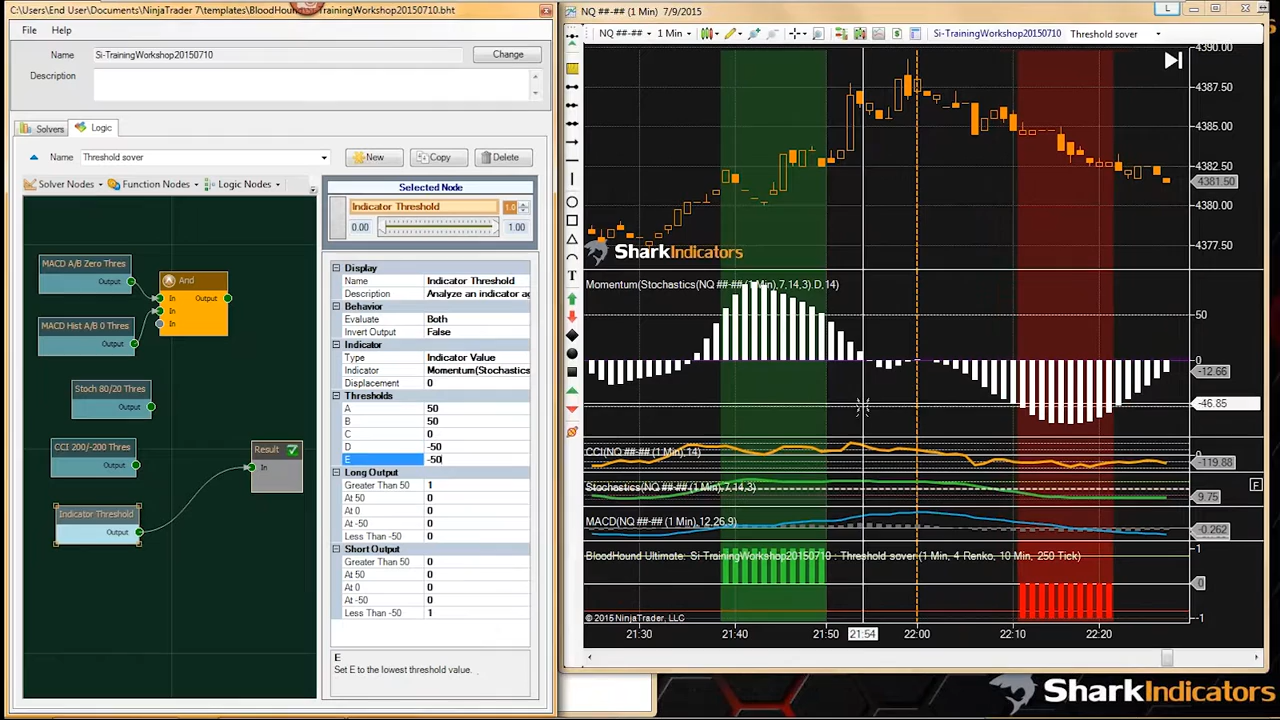 C:\Users\End User\Documents\NinjaTrader 7\templates\BloodHound
TrainingWorkshop20150710.bht
File Help
Name Si-TrainingWorkshop20150710 Change
Description
Solvers Logic
Name Threshold sover New Copy Delete
Solver Nodes Function Nodes Logic Nodes
MACD A/B Zero Thres
Output
MACD Hist A/B 0 Thres
Output
And
In Output
In
In
Stoch 80/20 Thres
Output
CCI 200/-200 Thres
Output
Indicator Threshold
Output
Result
In
Selected Node
Indicator Threshold 1.0
0.00 1.00
Display
Name Indicator Threshold
Description Analyze an indicator ag
Behavior
Evaluate Both
Invert Output False
Indicator
Type Indicator Value
Indicator Momentum(Stochastics
Displacement 0
Thresholds
A 50
B 50
C 0
D -50
E -50
Long Output
Greater Than 50 1
At 50 0
At 0 0
At -50 0
Less Than -50 0
Short Output
Greater Than 50 0
At 50 0
At 0 0
At -50 0
Less Than -50 1
E
Set E to the lowest threshold value.
NQ ##-## (1 Min) 7/9/2015
L
NQ ##-## 1 Min Si-TrainingWorkshop20150710 Threshold sover
T
4390.00
4387.50
4385.00
4382.50
4381.50
4380.00
4377.50
SharkIndicators
Momentum(Stochastics(NQ ##-## (1 Min),7,14,3).D,14)
50
0
-12.66
-46.85
CCI(NQ ##-## (1 Min),14)
0
-119.88
Stochastics(NQ ##-## (1 Min),7,14,3)
F
9.75
MACD(NQ ##-## (1 Min),12,26,9)
-0.262
BloodHound Ultimate: Si-TrainingWorkshop20150710 : Threshold sover (1 Min, 4 Renko, 10 Min, 250 Tick)
1
0
-1
© 2015 NinjaTrader, LLC
21:30 21:40 21:50 21:54 22:00 22:10 22:20
SharkIndicators